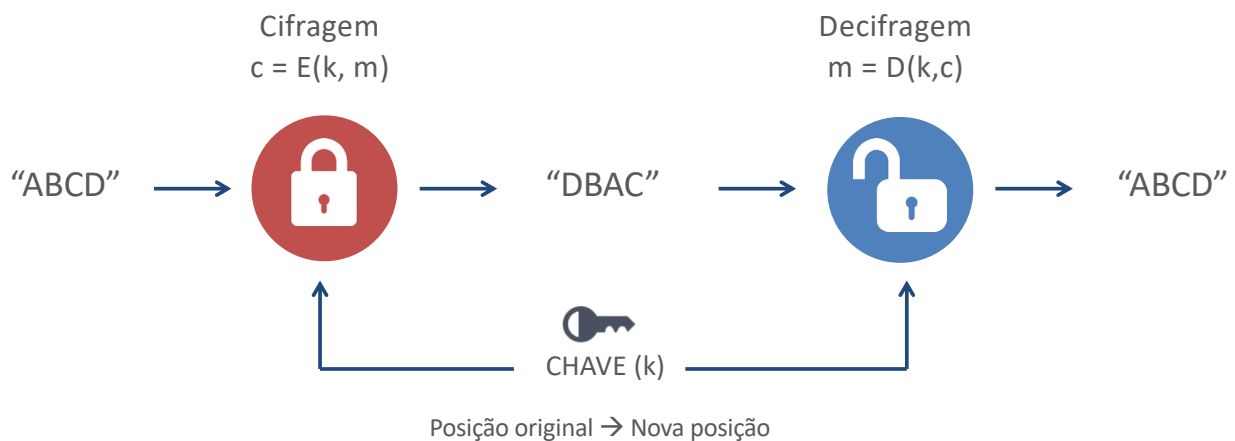 Cifragem
c = E(k, m)
Decifragem
m = D(k,c)
“ABCD”
“DBAC”
“ABCD”
CHAVE (k)
Posição original → Nova posição